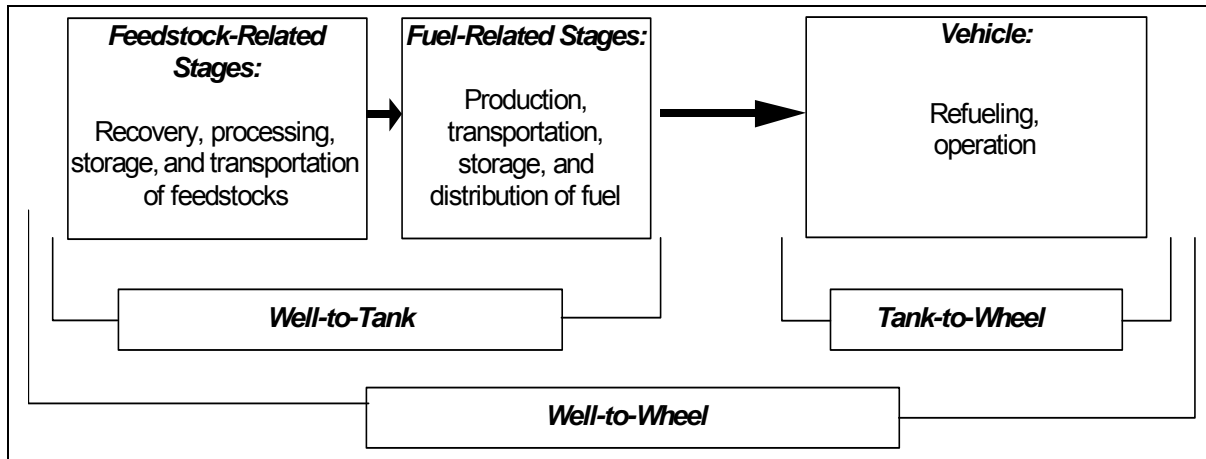 Feedstock-Related
Stages:
Recovery, processing,
storage, and transportation
of feedstocks
Fuel-Related Stages:
Production,
transportation,
storage, and
distribution of fuel
Vehicle:
Refueling,
operation
Well-to-Tank
Tank-to-Wheel
Well-to-Wheel